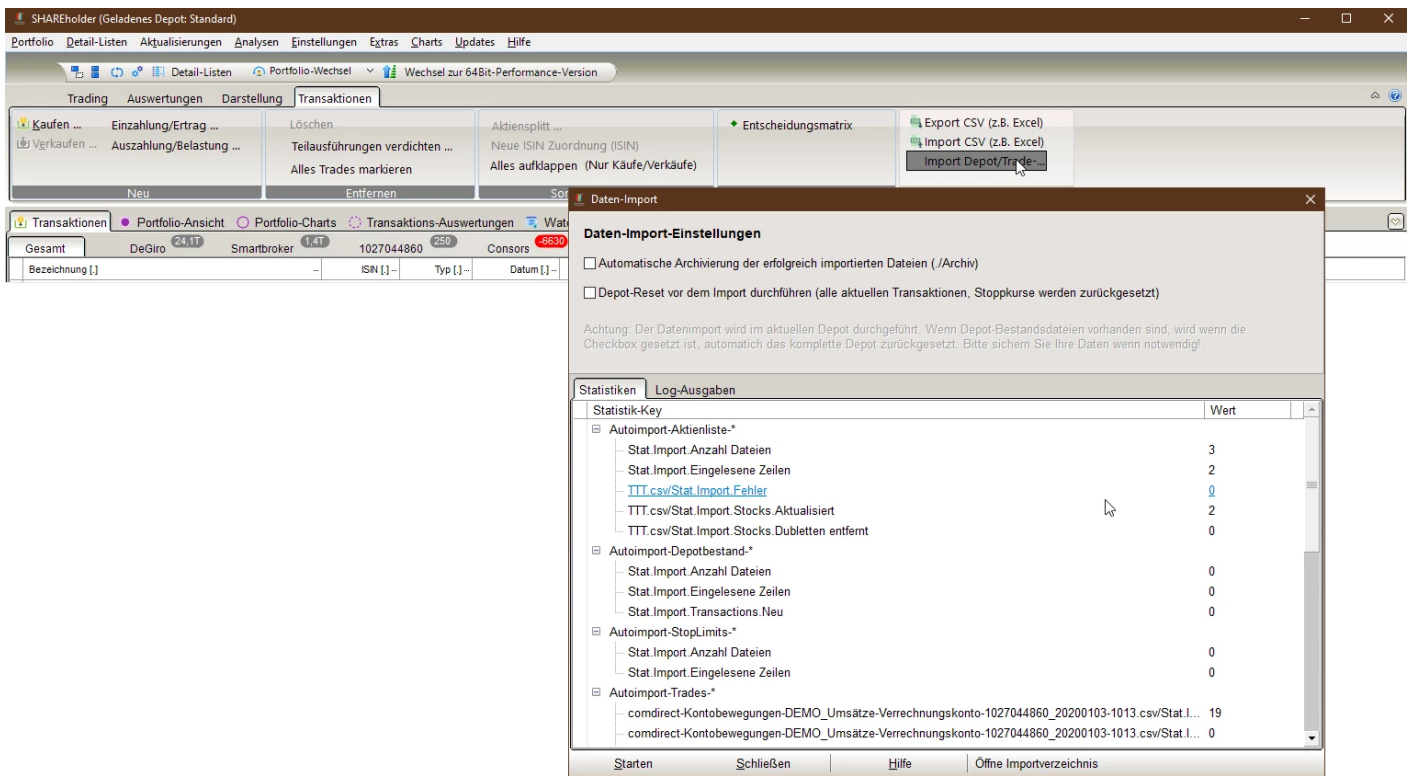 SHAREholder (Geladenes Depot: Standard)
Portfolio Detail-Listen Aktualisierungen Analysen Einstellungen Extras Charts Updates Hilfe
Detail-Listen Portfolio-Wechsel Wechsel zur 64Bit-Performance-Version
Trading Auswertungen Darstellung Transaktionen
Kaufen ... Einzahlung/Ertrag ... Löschen Aktiensplitt ... Entscheidungsmatrix Export CSV (z.B. Excel)
Verkaufen ... Auszahlung/Belastung ... Teilausführungen verdichten ... Neue ISIN Zuordnung (ISIN) Import CSV (z.B. Excel)
Alles Trades markieren Alles aufklappen (Nur Käufe/Verkäufe) Import Depot/Trade-...
Neu Entfernen Sor
Transaktionen Portfolio-Ansicht Portfolio-Charts Transaktions-Auswertungen Wat
Gesamt DeGiro 24,1T Smartbroker 1,4T 1027044860 250 Consors -6630
Bezeichnung [.] ... ISIN [.] ... Typ [.] ... Datum [.] ...
Daten-Import
Daten-Import-Einstellungen
Automatische Archivierung der erfolgreich importierten Dateien (./Archiv)
Depot-Reset vor dem Import durchführen (alle aktuellen Transaktionen, Stoppkurse werden zurückgesetzt)
Achtung: Der Datenimport wird im aktuellen Depot durchgeführt. Wenn Depot-Bestandsdateien vorhanden sind, wird wenn die
Checkbox gesetzt ist, automatich das komplette Depot zurückgesetzt. Bitte sichern Sie Ihre Daten wenn notwendig!
Statistiken Log-Ausgaben
Statistik-Key Wert
Autoimport-Aktienliste-*
Stat.Import.Anzahl Dateien 3
Stat.Import.Eingelesene Zeilen 2
TTT.csv/Stat.Import.Fehler 0
TTT.csv/Stat.Import.Stocks.Aktualisiert 2
TTT.csv/Stat.Import.Stocks.Dubletten entfernt 0
Autoimport-Depotbestand-*
Stat.Import.Anzahl Dateien 0
Stat.Import.Eingelesene Zeilen 0
Stat.Import.Transactions.Neu 0
Autoimport-StopLimits-*
Stat.Import.Anzahl Dateien 0
Stat.Import.Eingelesene Zeilen 0
Autoimport-Trades-*
comdirect-Kontobewegungen-DEMO_Umsätze-Verrechnungskonto-1027044860_20200103-1013.csv/Stat.I... 19
comdirect-Kontobewegungen-DEMO_Umsätze-Verrechnungskonto-1027044860_20200103-1013.csv/Stat.I... 0
Starten Schließen Hilfe Öffne Importverzeichnis